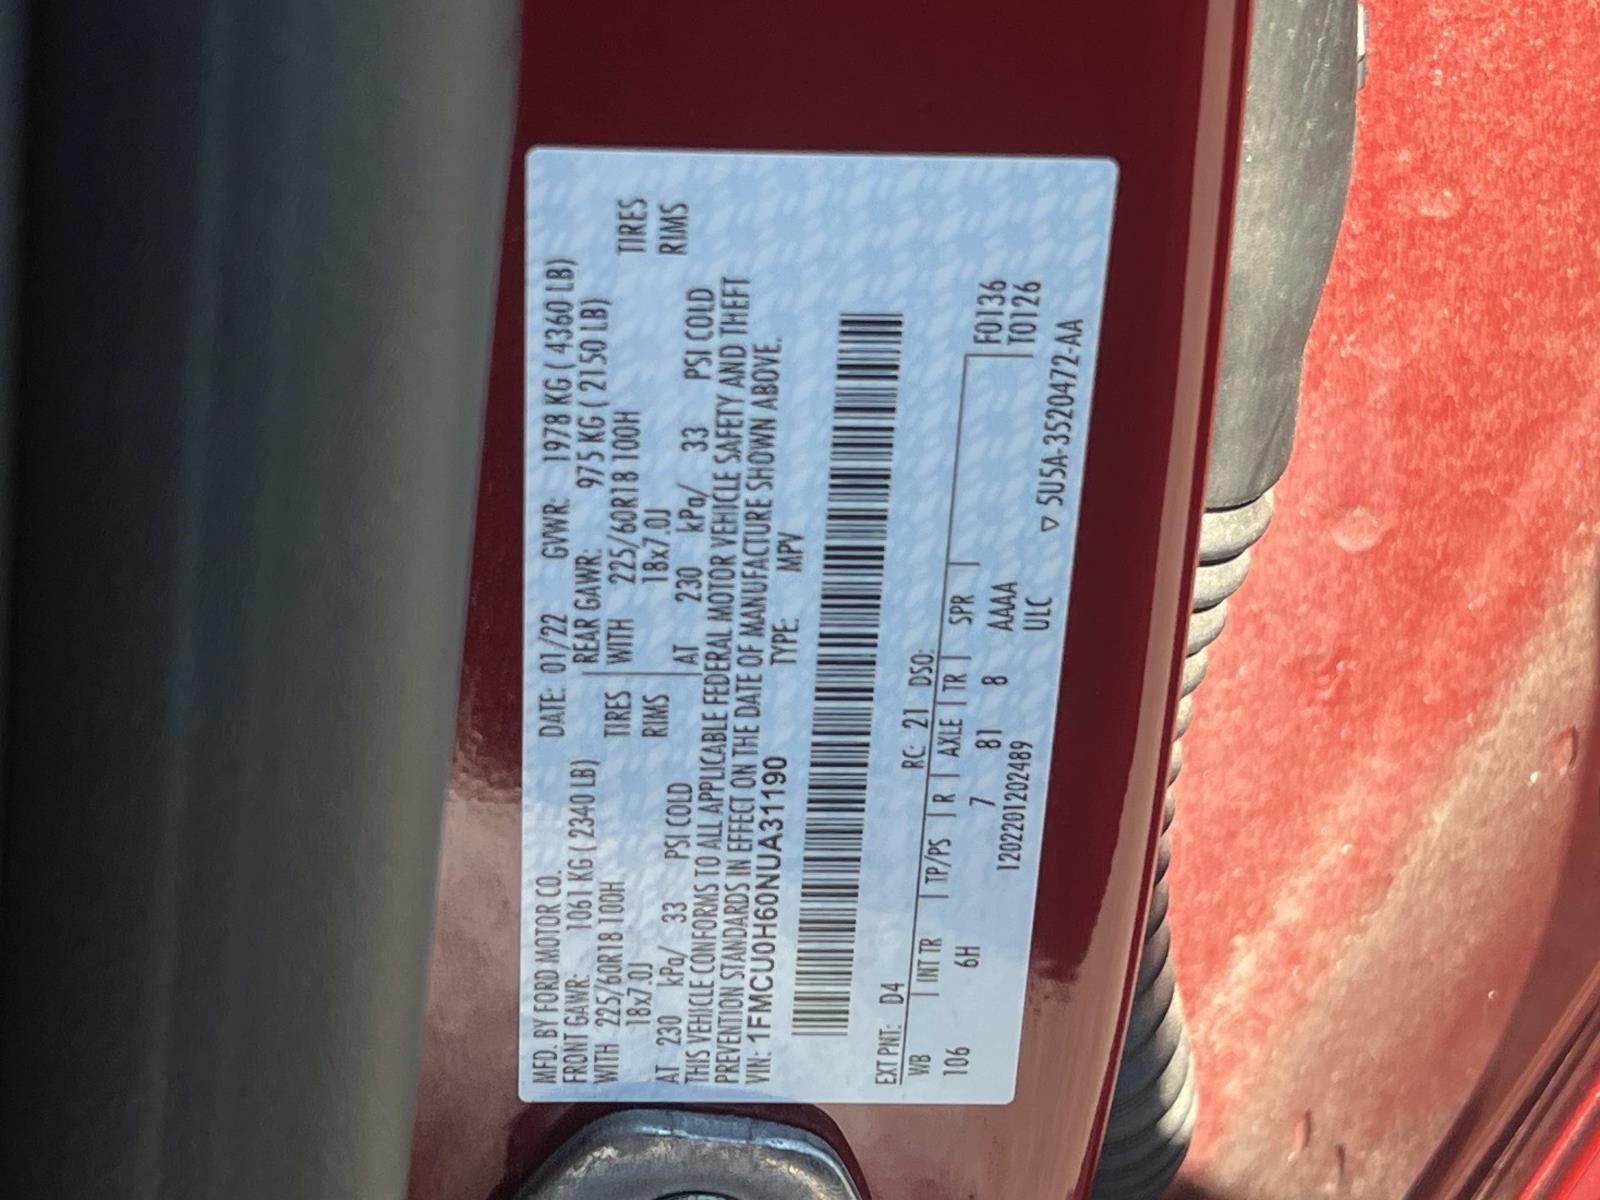 MFD. BY FORD MOTOR CO. DATE: 01/22 GVWR: 1978 KG ( 4360 LB)
FRONT GAWR: 1061 KG ( 2340 LB) REAR GAWR: 975 KG ( 2150 LB)
WITH 225/60R18 100H TIRES WITH 225/60R18 100H TIRES
18x7.0J RIMS 18x7.0J RIMS
AT 230 kPa/ 33 PSI COLD AT 230 kPa/ 33 PSI COLD
THIS VEHICLE CONFORMS TO ALL APPLICABLE FEDERAL MOTOR VEHICLE SAFETY AND THEFT
PREVENTION STANDARDS IN EFFECT ON THE DATE OF MANUFACTURE SHOWN ABOVE.
VIN: 1FMCU0H60NUA31190 TYPE: MPV
EXT PNT: D4 RC: 21 DSO:
WB INT TR TP/PS R AXLE TR SPR F0136
106 6H 7 81 8 AAAA T0126
1202201202489 ULC
▽ 5U5A-3520472-AA